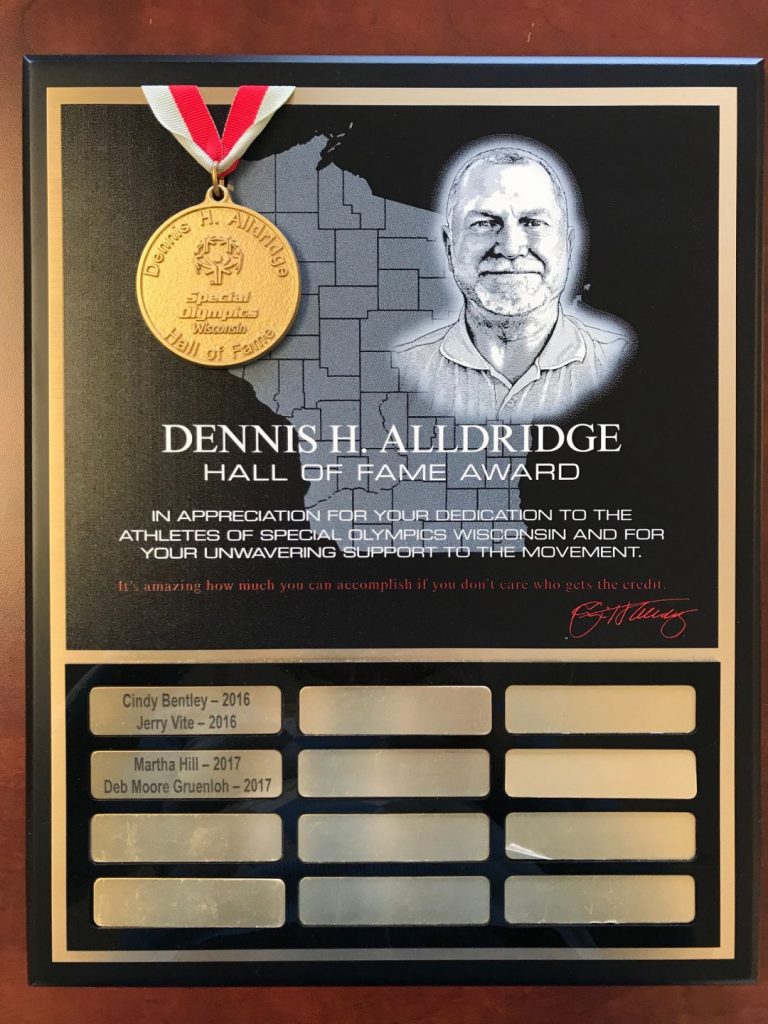 Dennis H. Alldridge
Special
Olympics
Wisconsin
Hall of Fame
DENNIS H. ALLDRIDGE
HALL OF FAME AWARD
IN APPRECIATION FOR YOUR DEDICATION TO THE
ATHLETES OF SPECIAL OLYMPICS WISCONSIN AND FOR
YOUR UNWAVERING SUPPORT TO THE MOVEMENT.
It's amazing how much you can accomplish if you don't care who gets the credit.
Cindy Bentley – 2016
Jerry Vite – 2016
Martha Hill – 2017
Deb Moore Gruenloh – 2017